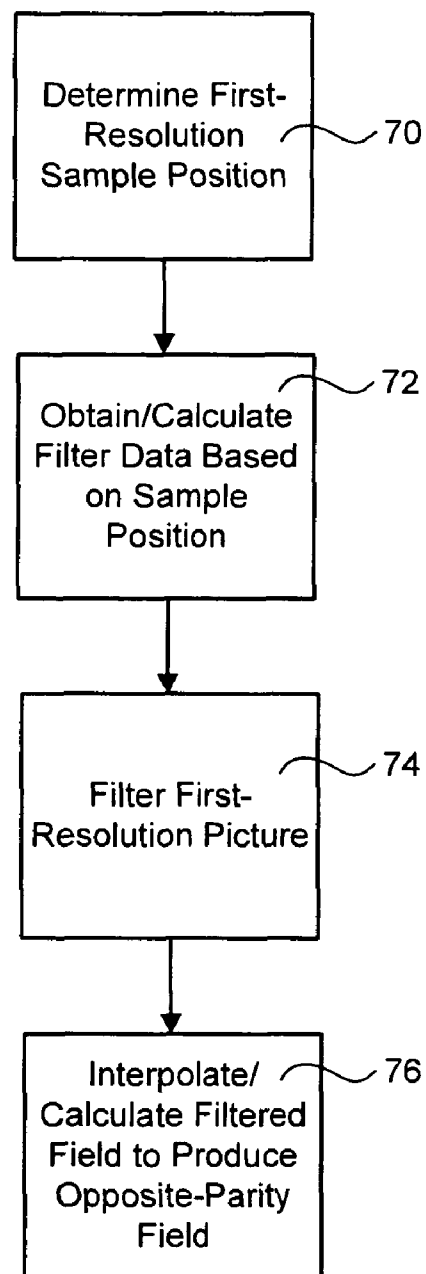 Determine First-
Resolution
Sample Position
70
72
Obtain/Calculate
Filter Data Based
on Sample
Position
74
Filter First-
Resolution Picture
76
Interpolate/
Calculate Filtered
Field to Produce
Opposite-Parity
Field